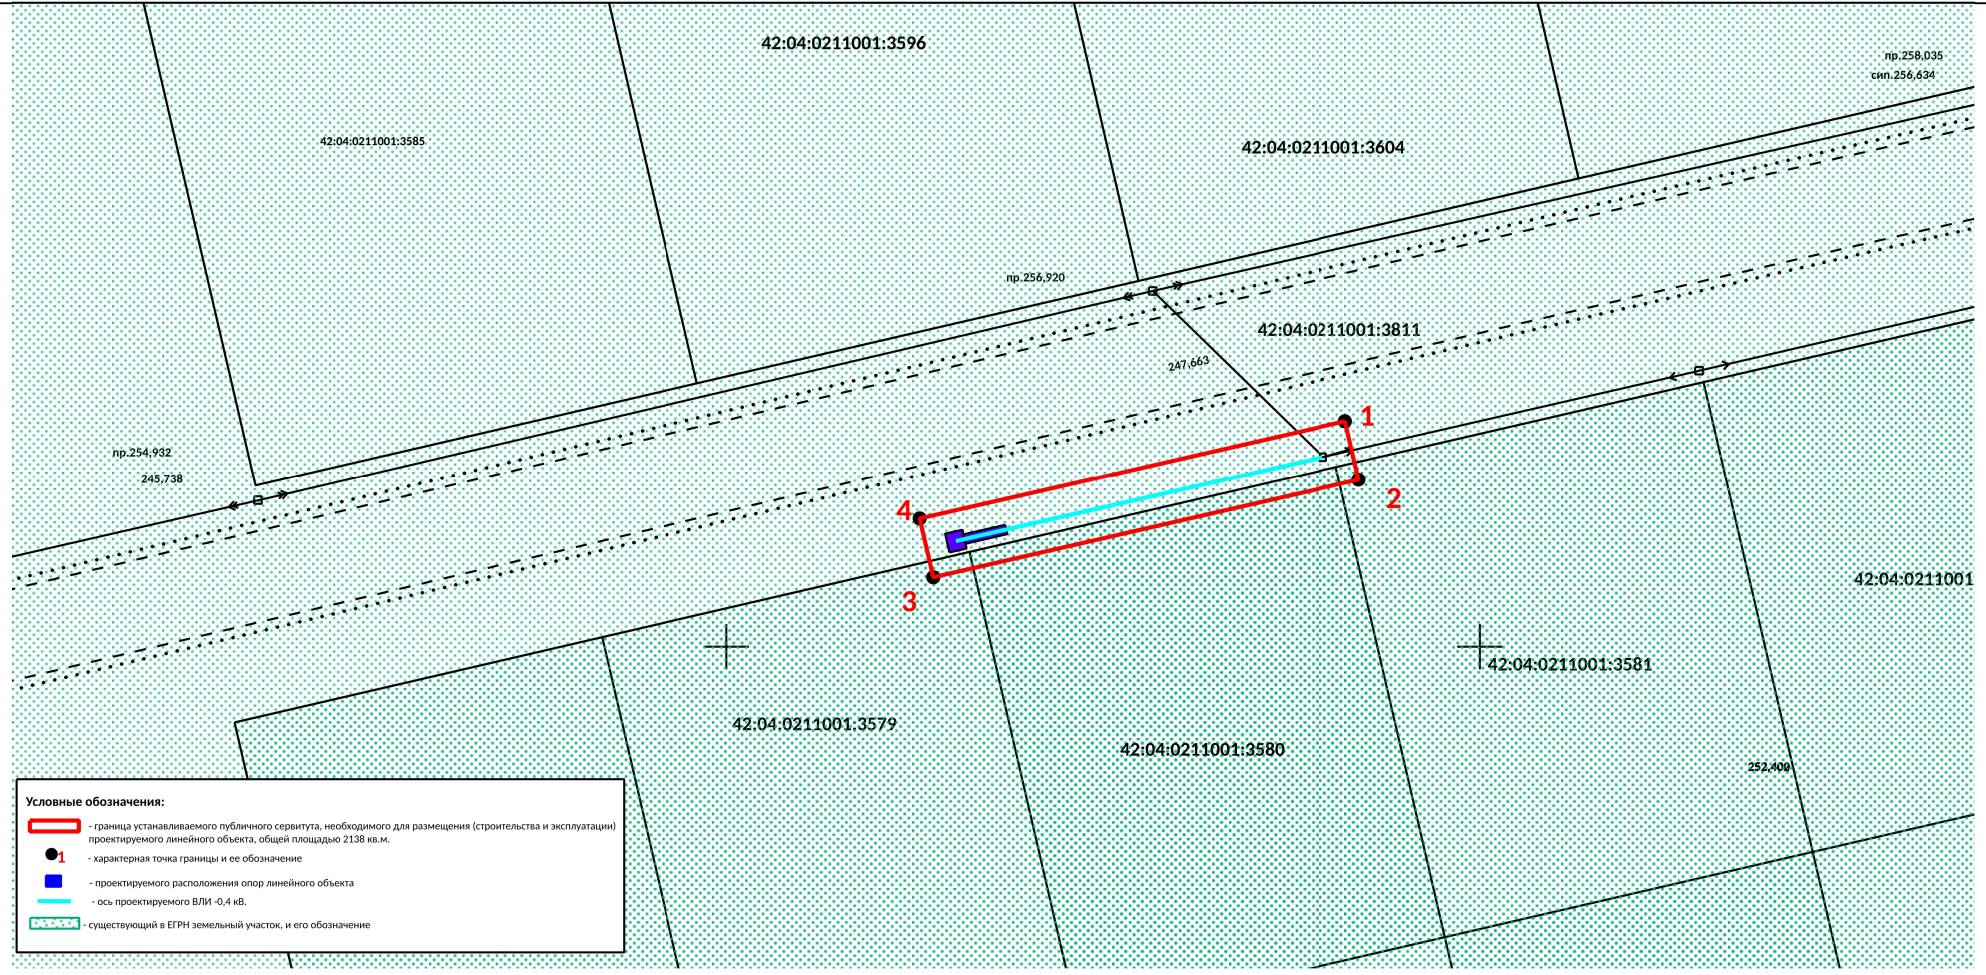 42:04:0211001:3596
пр.258,035
сип.256,634
42:04:0211001:3585
42:04:0211001:3604
пр.256,920
42:04:0211001:3811
247,663
1
пр.254,932
245,738
4
2
3
42:04:0211001
42:04:0211001:3581
42:04:0211001:3579
42:04:0211001:3580
Условные обозначения:
- граница устанавливаемого публичного сервитута, необходимого для размещения (строительства и эксплуатации)
проектируемого линейного объекта, общей площадью 2138 кв.м.
1
- характерная точка границы и ее обозначение
- проектируемого расположения опор линейного объекта
- ось проектируемого ВЛИ -0,4 кВ.
- существующий в ЕГРН земельный участок, и его обозначение